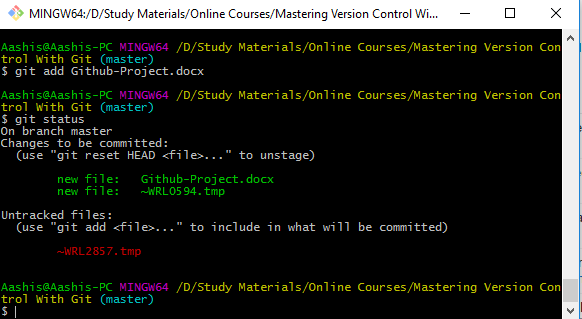 MINGW64:/D/Study Materials/Online Courses/Mastering Version Control Wi...
Aashis@Aashis-PC MINGW64 /D/Study Materials/Online Courses/Mastering Version Con
trol With Git (master)
$ git add Github-Project.docx
Aashis@Aashis-PC MINGW64 /D/Study Materials/Online Courses/Mastering Version Con
trol With Git (master)
$ git status
On branch master
Changes to be committed:
  (use "git reset HEAD <file>..." to unstage)
        new file:   Github-Project.docx
        new file:   ~WRL0594.tmp
Untracked files:
  (use "git add <file>..." to include in what will be committed)
        ~WRL2857.tmp
Aashis@Aashis-PC MINGW64 /D/Study Materials/Online Courses/Mastering Version Con
trol With Git (master)
$